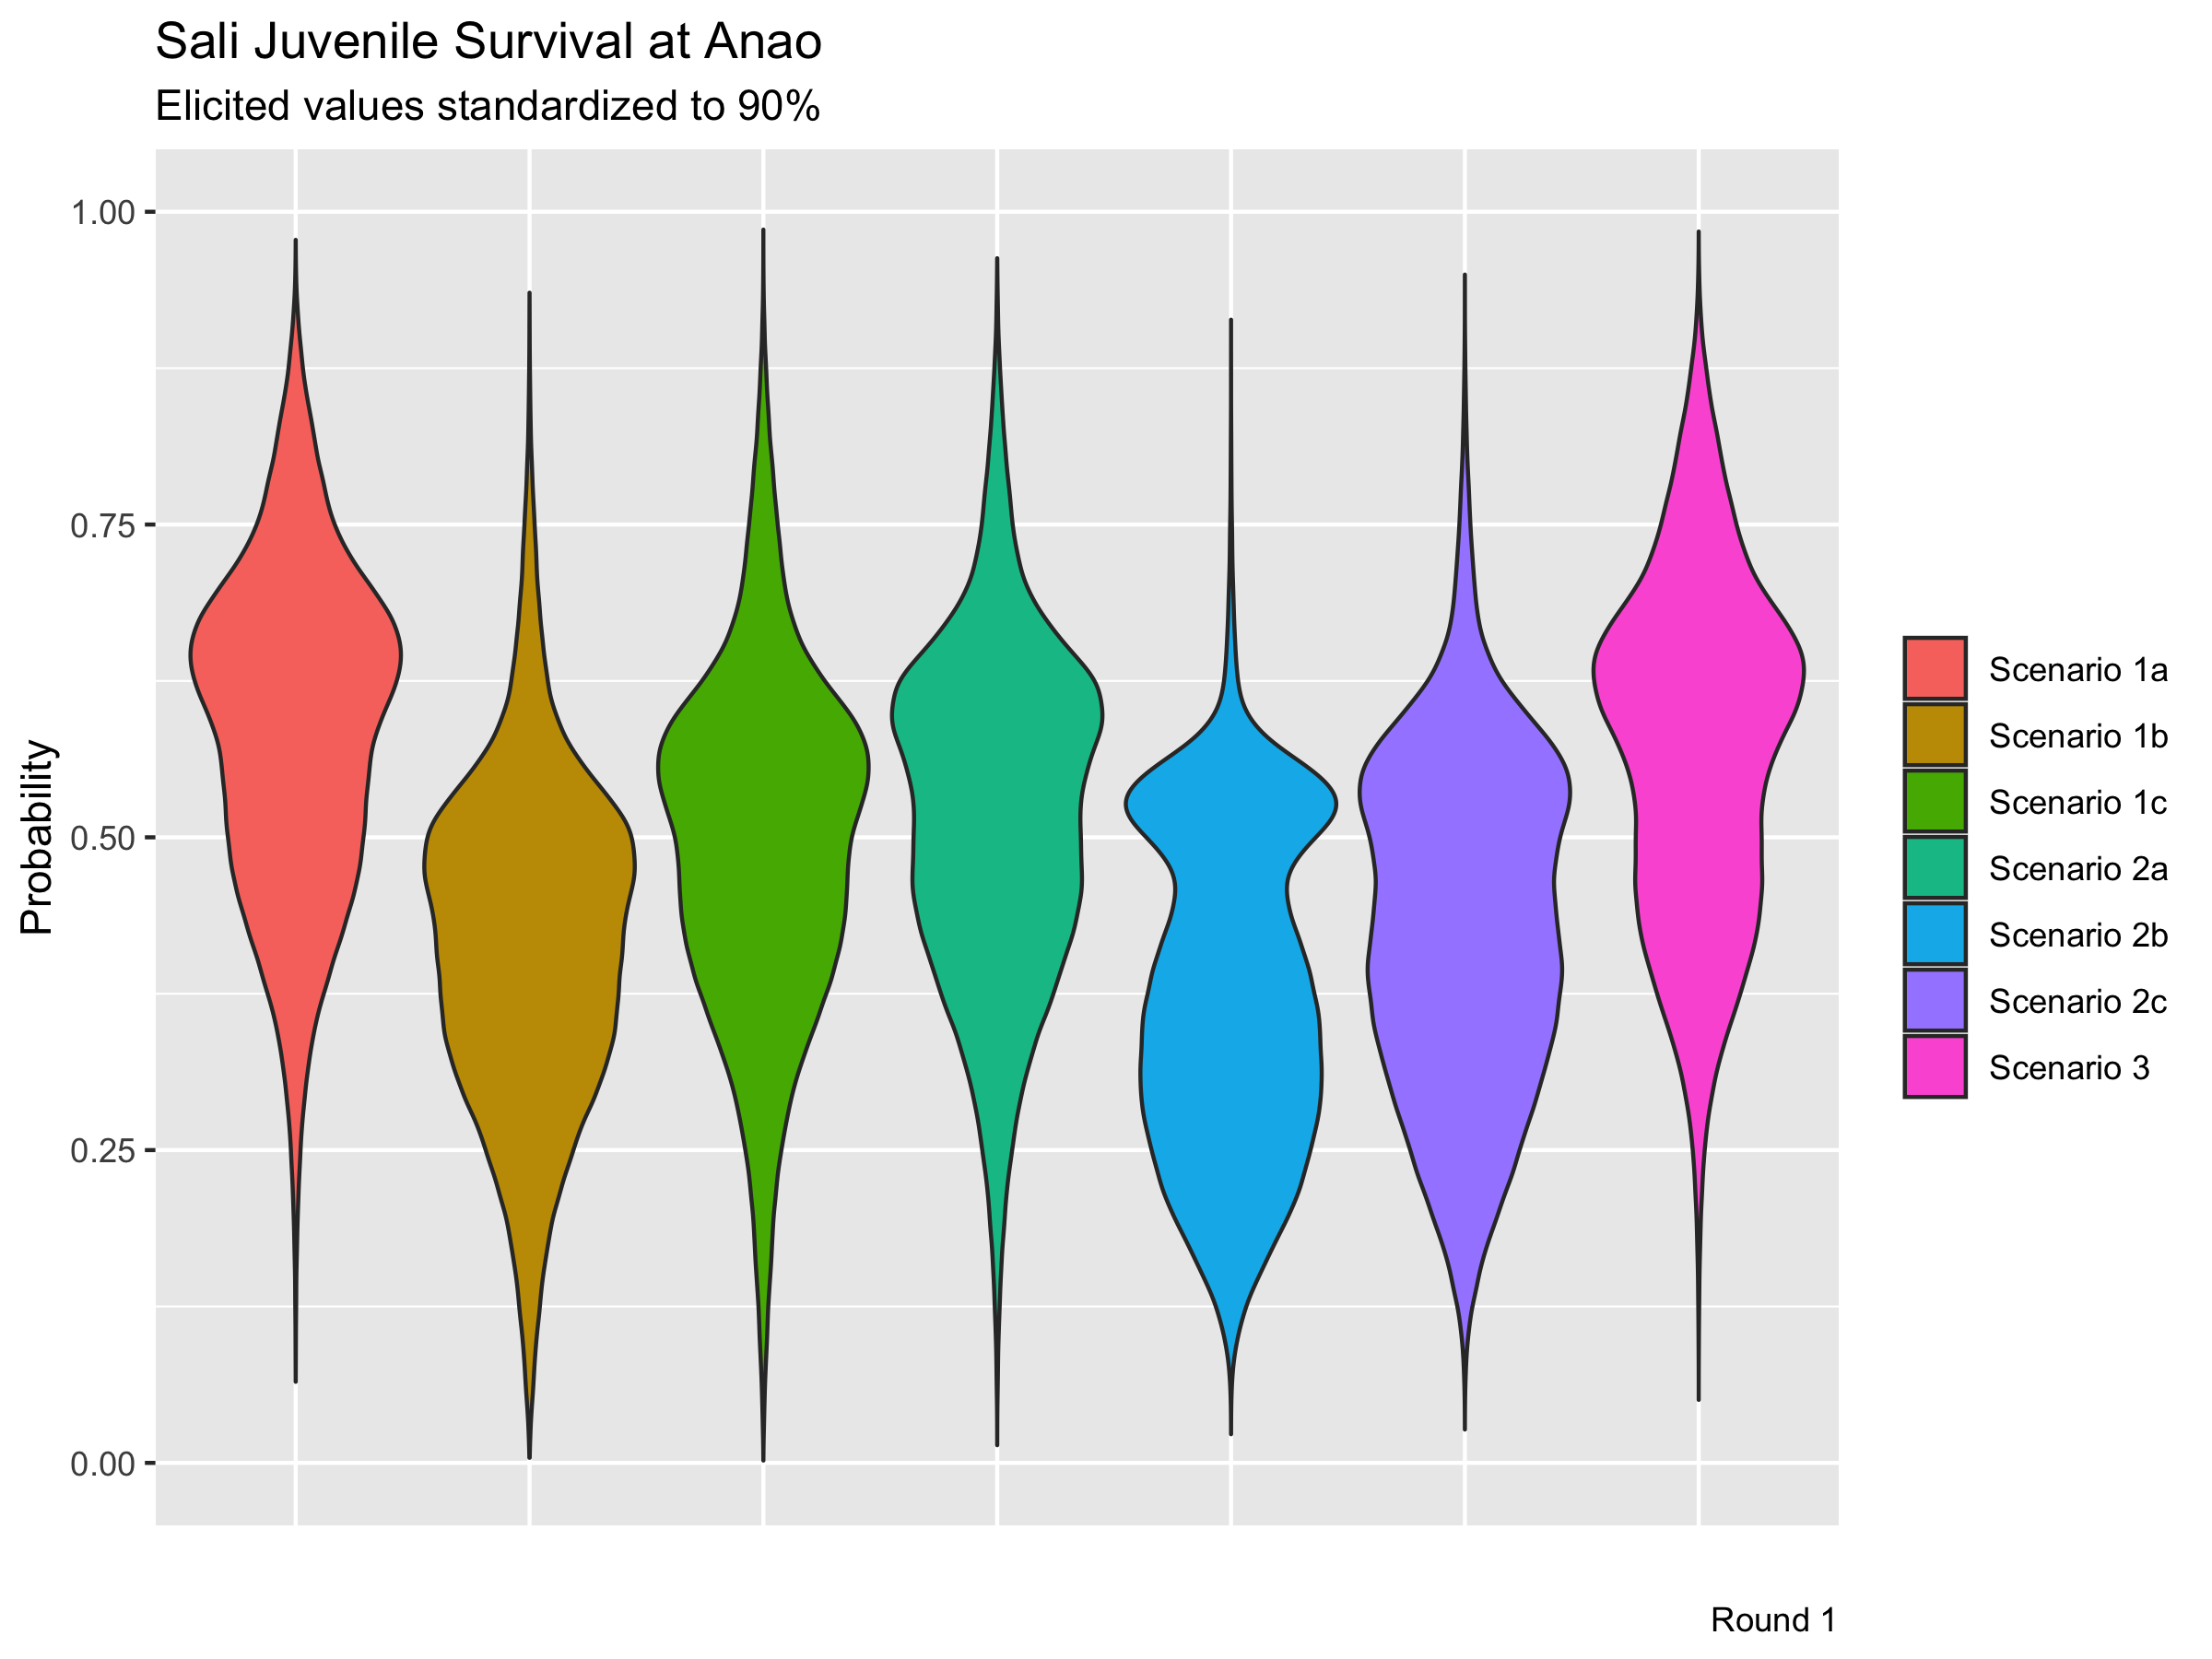 Sali Juvenile Survival at Anao
Elicited values standardized to 90%
Probability
1.00
0.75
0.50
0.25
0.00
Scenario 1a
Scenario 1b
Scenario 1c
Scenario 2a
Scenario 2b
Scenario 2c
Scenario 3
Round 1